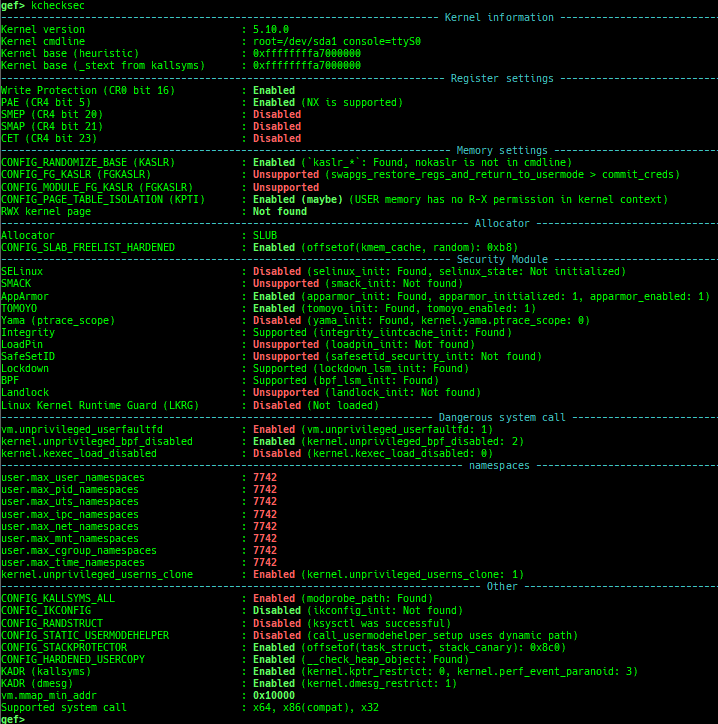 gef> kchecksec
Kernel information
Kernel version : 5.10.0
Kernel cmdline : root=/dev/sda1 console=ttyS0
Kernel base (heuristic) : 0xffffffffa7000000
Kernel base (_stext from kallsyms) : 0xffffffffa7000000
Register settings
Write Protection (CR0 bit 16) : Enabled
PAE (CR4 bit 5) : Enabled (NX is supported)
SMEP (CR4 bit 20) : Disabled
SMAP (CR4 bit 21) : Disabled
CET (CR4 bit 23) : Disabled
Memory settings
CONFIG_RANDOMIZE_BASE (KASLR) : Enabled (`kaslr_*`: Found, nokaslr is not in cmdline)
CONFIG_FG_KASLR (FGKASLR) : Unsupported (swapgs_restore_regs_and_return_to_usermode > commit_creds)
CONFIG_MODULE_FG_KASLR (FGKASLR) : Unsupported
CONFIG_PAGE_TABLE_ISOLATION (KPTI) : Enabled (maybe) (USER memory has no R-X permission in kernel context)
RWX kernel page : Not found
Allocator
Allocator : SLUB
CONFIG_SLAB_FREELIST_HARDENED : Enabled (offsetof(kmem_cache, random): 0xb8)
Security Module
SELinux : Disabled (selinux_init: Found, selinux_state: Not initialized)
SMACK : Unsupported (smack_init: Not found)
AppArmor : Enabled (apparmor_init: Found, apparmor_initialized: 1, apparmor_enabled: 1)
TOMOYO : Enabled (tomoyo_init: Found, tomoyo_enabled: 1)
Yama (ptrace_scope) : Disabled (yama_init: Found, kernel.yama.ptrace_scope: 0)
Integrity : Supported (integrity_iintcache_init: Found)
LoadPin : Unsupported (loadpin_init: Not found)
SafeSetID : Unsupported (safesetid_security_init: Not found)
Lockdown : Supported (lockdown_lsm_init: Found)
BPF : Supported (bpf_lsm_init: Found)
Landlock : Unsupported (landlock_init: Not found)
Linux Kernel Runtime Guard (LKRG) : Disabled (Not loaded)
Dangerous system call
vm.unprivileged_userfaultfd : Enabled (vm.unprivileged_userfaultfd: 1)
kernel.unprivileged_bpf_disabled : Enabled (kernel.unprivileged_bpf_disabled: 2)
kernel.kexec_load_disabled : Disabled (kernel.kexec_load_disabled: 0)
namespaces
user.max_user_namespaces : 7742
user.max_pid_namespaces : 7742
user.max_uts_namespaces : 7742
user.max_ipc_namespaces : 7742
user.max_net_namespaces : 7742
user.max_mnt_namespaces : 7742
user.max_cgroup_namespaces : 7742
user.max_time_namespaces : 7742
kernel.unprivileged_userns_clone : Enabled (kernel.unprivileged_userns_clone: 1)
Other
CONFIG_KALLSYMS_ALL : Enabled (modprobe_path: Found)
CONFIG_IKCONFIG : Disabled (ikconfig_init: Not found)
CONFIG_RANDSTRUCT : Disabled (ksysctl was successful)
CONFIG_STATIC_USERMODEHELPER : Disabled (call_usermodehelper_setup uses dynamic path)
CONFIG_STACKPROTECTOR : Enabled (offsetof(task_struct, stack_canary): 0x8c0)
CONFIG_HARDENED_USERCOPY : Enabled (__check_heap_object: Found)
KADR (kallsyms) : Enabled (kernel.kptr_restrict: 0, kernel.perf_event_paranoid: 3)
KADR (dmesg) : Enabled (kernel.dmesg_restrict: 1)
vm.mmap_min_addr : 0x10000
Supported system call : x64, x86(compat), x32
gef>